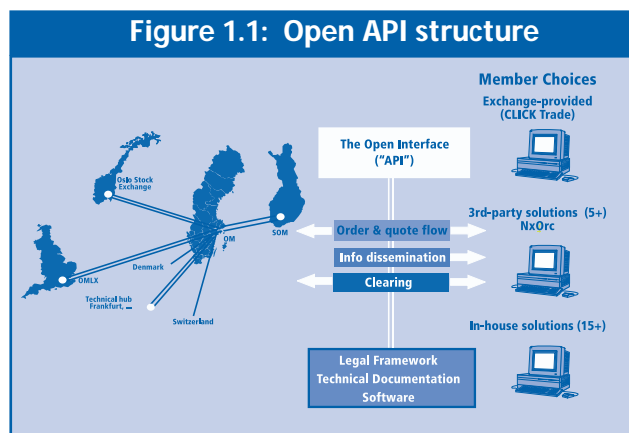 Figure 1.1: Open API structure
Member Choices
Exchange-provided
(CLICK Trade)
The Open Interface
("API")
Oslo Stock
Exchange
3rd-party solutions (5+)
NxOrc
Order & quote flow
OM
SOM
Info dissemination
Denmark
OMLX
Clearing
Technical hub
Frankfurt, ...
Switzerland
In-house solutions (15+)
Legal Framework
Technical Documentation
Software